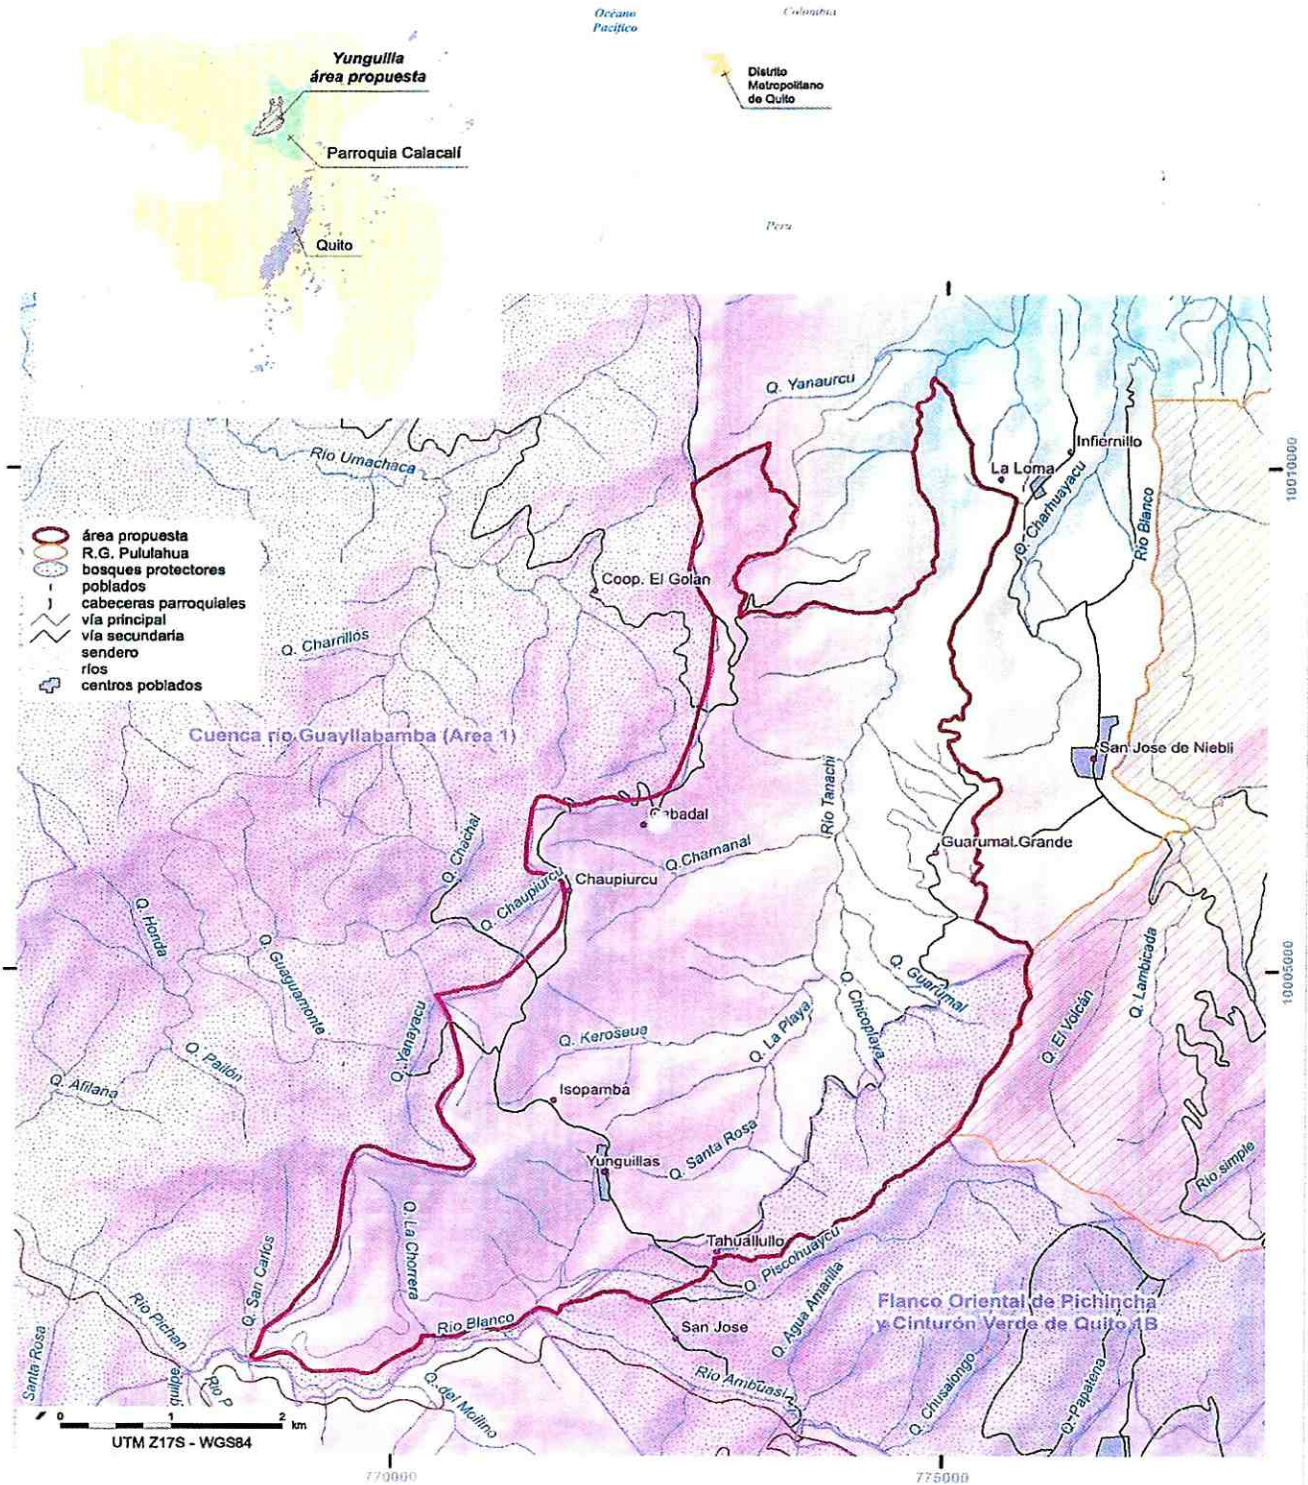 Océano
Pacífico
Colombia
Yunguilla
área propuesta
Distrito
Metropolitano
de Quito
Parroquia Calacalí
Peru
Quito
Q. Yanaurcu
Infiernillo
Río Umachaca
La Loma
10010000
Q. Charhuayacu
Río Blanco
área propuesta
R.G. Pululahua
bosques protectores
poblados
cabeceras parroquiales
vía principal
vía secundaria
sendero
ríos
centros poblados
Coop. El Golán
Q. Charrillos
Cuenca río Guayllabamba (Area 1)
San Jose de Niebli
Río Tanachi
Q. Chachal
Guarumal.Grande
Q.Chamanal
Chaupiurcu
Q. Chaupiurcu
Q. Honda
Q. Guaguamonte
Q. Lambicada
Q. Guarumal
10005000
Q. Chicoplaya
Q. El Volcán
Q. Yanayacu
Q. La Playa
Q. Pailón
Q. Afilana
Isopambá
Q. Santa Rosa
Yunguillas
Río simple
Q. La Chorrera
Tahuallullo
Q. San Carlos
Q. Agua Amarilla
Flanco Oriental de Pichincha
y Cinturón Verde de Quito 1B
Río Pichan
Río Blanco
San Jose
Santa Rosa
Río Ambuasi
Q. Chusalongo
Q. Papatena
Q. del Molino
0 1 2 km
UTM Z17S - WGS84
770000
775000